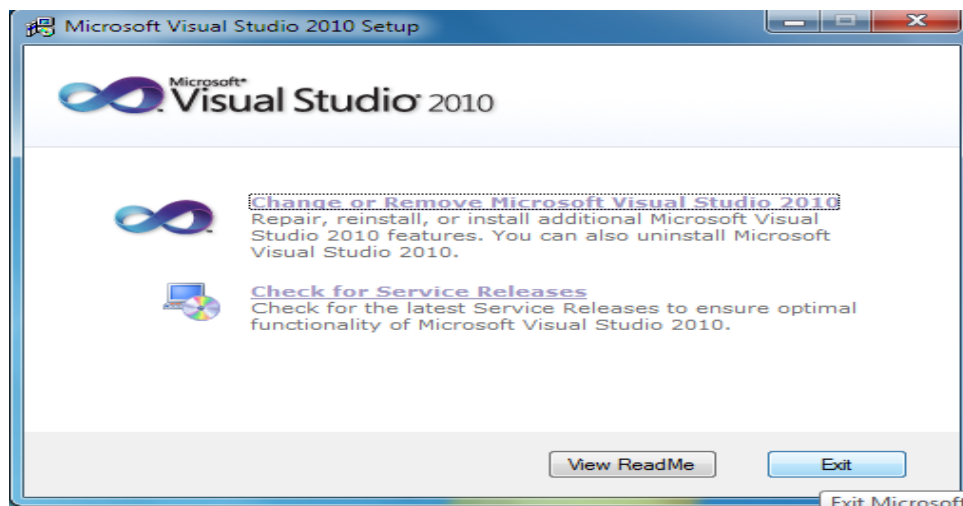 Microsoft Visual Studio 2010 Setup
Microsoft®
Visual Studio® 2010
Change or Remove Microsoft Visual Studio 2010
Repair, reinstall, or install additional Microsoft Visual
Studio 2010 features. You can also uninstall Microsoft
Visual Studio 2010.
Check for Service Releases
Check for the latest Service Releases to ensure optimal
functionality of Microsoft Visual Studio 2010.
View ReadMe
Exit
Exit Microsoft